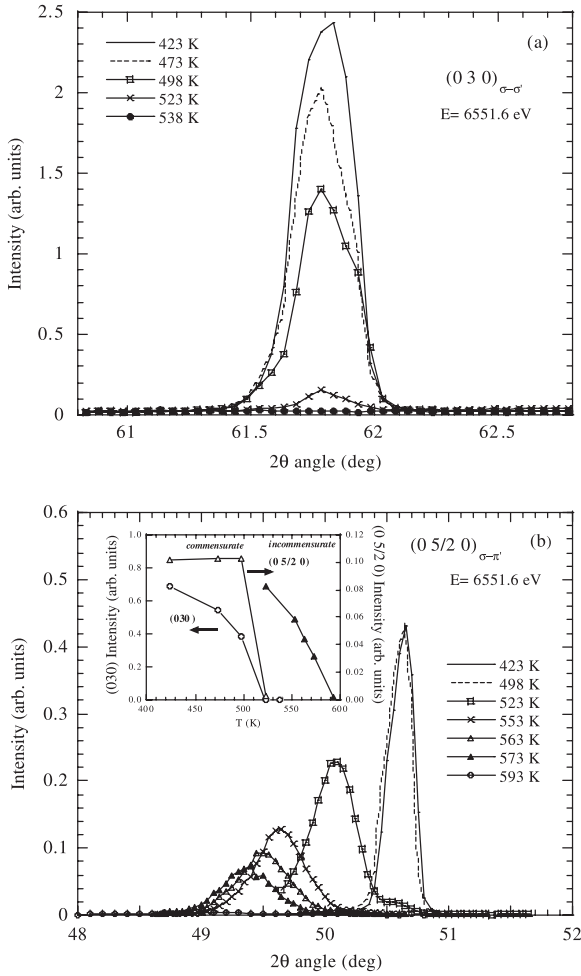 2.5
2
1.5
1
0.5
0
Intensity (arb. units)
423 K
473 K
498 K
523 K
538 K
(a)
(0 3 0)σ–σ'
E= 6551.6 eV
61
61.5
62
62.5
2θ angle (deg)
0.6
0.5
0.4
0.3
0.2
0.1
0
Intensity (arb. units)
(b)
(0 5/2 0)σ–π'
E= 6551.6 eV
423 K
498 K
523 K
553 K
563 K
573 K
593 K
1.0
0.8
0.6
0.4
0.2
0.0
(030) Intensity (arb. units)
commensurate
incommensurate
(0 5/2 0)
(030)
0.12
0.10
0.08
0.06
0.04
0.02
0.00
(0 5/2 0) Intensity (arb. units)
400
450
500
550
600
T (K)
48
49
50
51
52
2θ angle (deg)